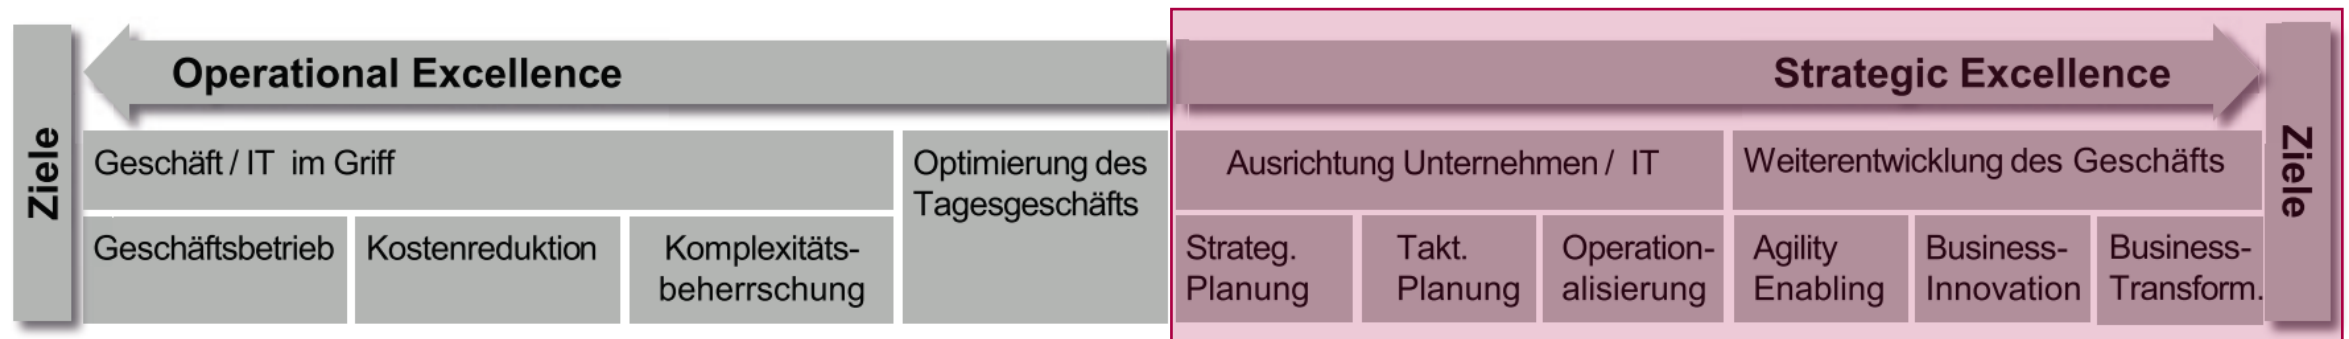 Ziele
Operational Excellence
Geschäft / IT im Griff
Geschäftsbetrieb
Kostenreduktion
Komplexitäts-
beherrschung
Optimierung des
Tagesgeschäfts
Strategic Excellence
Ausrichtung Unternehmen / IT
Strateg.
Planung
Takt.
Planung
Operation-
alisierung
Weiterentwicklung des Geschäfts
Agility
Enabling
Business-
Innovation
Business-
Transform.
Ziele